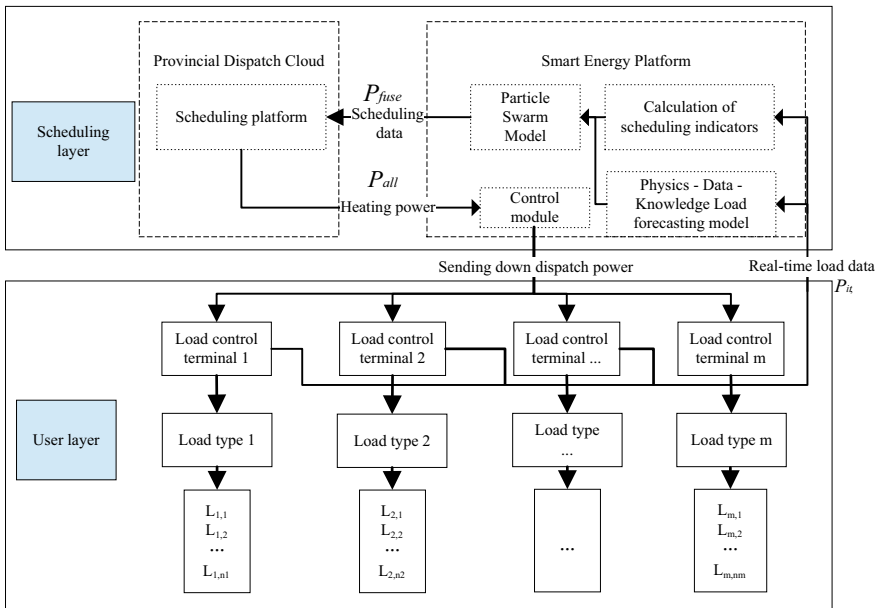 Provincial Dispatch Cloud
Smart Energy Platform
Scheduling layer
Scheduling platform
P_fuse
Scheduling data
Particle Swarm Model
Calculation of scheduling indicators
P_all
Heating power
Control module
Physics - Data - Knowledge Load forecasting model
Sending down dispatch power
Real-time load data
P_it,
User layer
Load control terminal 1
Load control terminal 2
Load control terminal ...
Load control terminal m
Load type 1
Load type 2
Load type ...
Load type m
L1,1
L1,2
...
L1,n1
L2,1
L2,2
...
L2,n2
...
Lm,1
Lm,2
...
Lm,nm